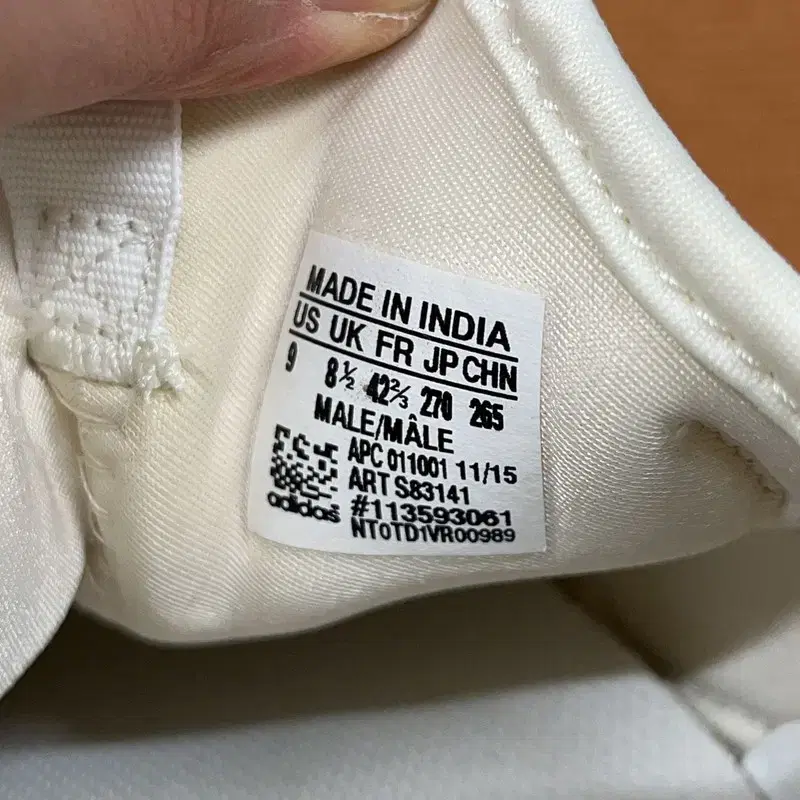 MADE IN INDIA
US UK FR JP CHN
9 8½ 42⅔ 270 265
MALE/MÂLE
APC 011001 11/15
ART S83141
#113593061
adidas NT0TD1VR00989